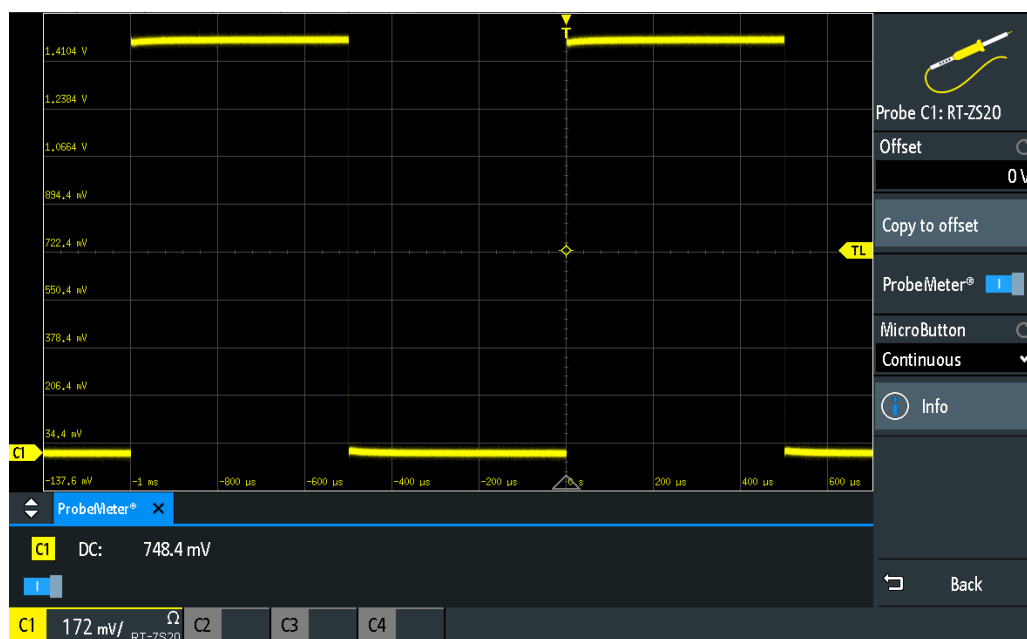 T
1.4104 V
1.2384 V
1.0664 V
894.4 mV
722.4 mV
TL
550.4 mV
378.4 mV
206.4 mV
34.4 mV
C1
-137.6 mV -1 ms -800 µs -600 µs -400 µs -200 µs 0 s 200 µs 400 µs 600 µs
Probe C1: RT-ZS20
Offset
0 V
Copy to offset
ProbeMeter®
MicroButton
Continuous
Info
Back
ProbeMeter® ×
C1 DC: 748.4 mV
C1 172 mV/ Ω RT-ZS20 C2 C3 C4